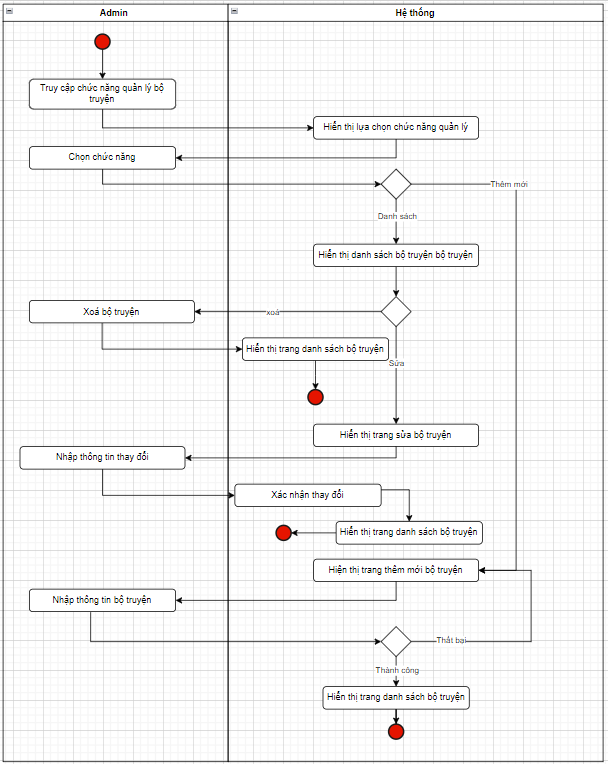 Admin
Hệ thống
Truy cập chức năng quản lý bộ
truyện
Hiển thị lựa chọn chức năng quản lý
Chọn chức năng
Thêm mới
Danh sách
Hiển thị danh sách bộ truyện bộ truyện
Xoá bộ truyện
xoá
Hiển thị trang danh sách bộ truyện
Sửa
Hiển thị trang sửa bộ truyện
Nhập thông tin thay đổi
Xác nhận thay đổi
Hiển thị trang danh sách bộ truyện
Hiện thị trang thêm mới bộ truyện
Nhập thông tin bộ truyện
Thất bại
Thành công
Hiển thị trang danh sách bộ truyện